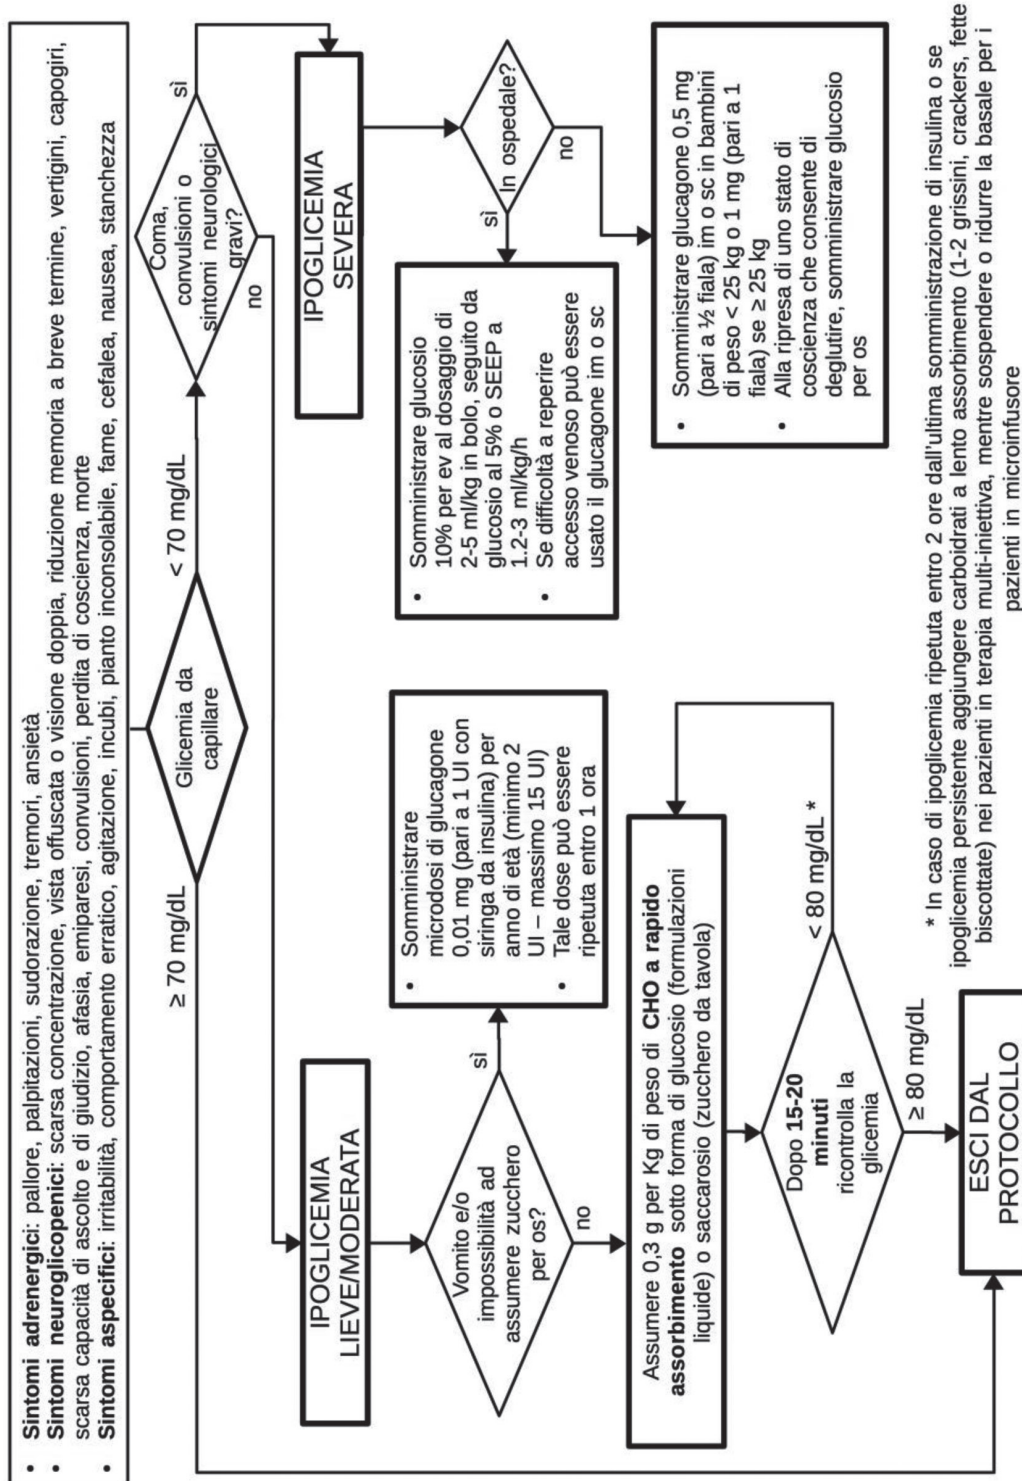 • Sintomi adrenergici: pallore, palpitazioni, sudorazione, tremori, ansietà
• Sintomi neuroglicopenici: scarsa concentrazione, vista offuscata o visione doppia, riduzione memoria a breve termine, vertigini, capogiri,
scarsa capacità di ascolto e di giudizio, afasia, emiparesi, convulsioni, perdita di coscienza, morte
• Sintomi aspecifici: irritabilità, comportamento erratico, agitazione, incubi, pianto inconsolabile, fame, cefalea, nausea, stanchezza
Glicemia da
capillare
≥ 70 mg/dL
< 70 mg/dL
Coma,
convulsioni o
sintomi neurologici
gravi?
sì
no
IPOGLICEMIA
LIEVE/MODERATA
IPOGLICEMIA
SEVERA
Vomito e/o
impossibilità ad
assumere zucchero
per os?
sì
no
• Somministrare
microdosi di glucagone
0,01 mg (pari a 1 UI con
siringa da insulina) per
anno di età (minimo 2
UI – massimo 15 UI)
• Tale dose può essere
ripetuta entro 1 ora
In ospedale?
sì
no
• Somministrare glucosio
10% per ev al dosaggio di
2-5 ml/kg in bolo, seguito da
glucosio al 5% o SEEP a
1.2-3 ml/kg/h
• Se difficoltà a reperire
accesso venoso può essere
usato il glucagone im o sc
• Somministrare glucagone 0,5 mg
(pari a ½ fiala) im o sc in bambini
di peso < 25 kg o 1 mg (pari a 1
fiala) se ≥ 25 kg
• Alla ripresa di uno stato di
coscienza che consente di
deglutire, somministrare glucosio
per os
Assumere 0,3 g per Kg di peso di CHO a rapido
assorbimento sotto forma di glucosio (formulazioni
liquide) o saccarosio (zucchero da tavola)
Dopo 15-20
minuti
ricontrolla la
glicemia
< 80 mg/dL *
≥ 80 mg/dL
ESCI DAL
PROTOCOLLO
* In caso di ipoglicemia ripetuta entro 2 ore dall'ultima somministrazione di insulina o se
ipoglicemia persistente aggiungere carboidrati a lento assorbimento (1-2 grissini, crackers, fette
biscottate) nei pazienti in terapia multi-iniettiva, mentre sospendere o ridurre la basale per i
pazienti in microinfusore